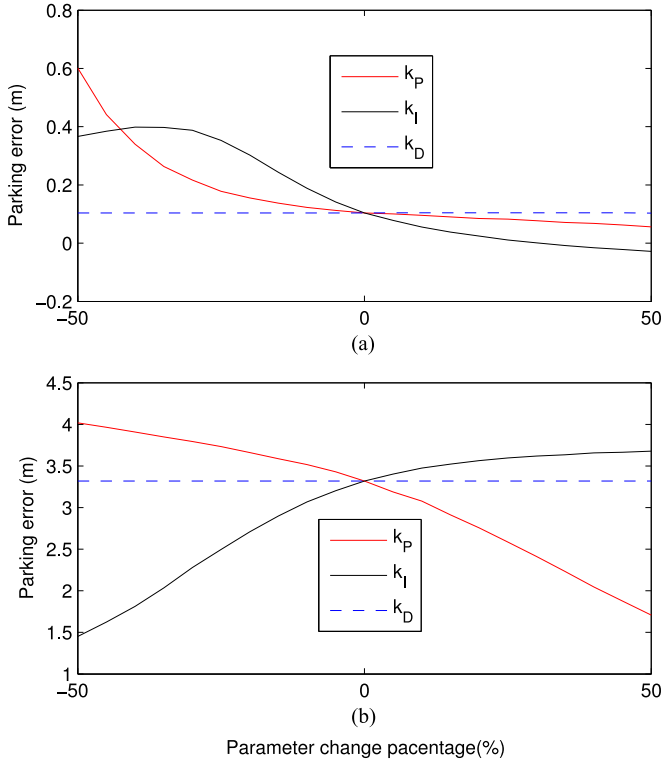 0.8
0.6
0.4
0.2
0
−0.2
Parking error (m)
k_P
k_I
k_D
−50
0
50
(a)
4.5
4
3.5
3
2.5
2
1.5
1
Parking error (m)
k_P
k_I
k_D
−50
0
50
(b)
Parameter change pacentage(%)